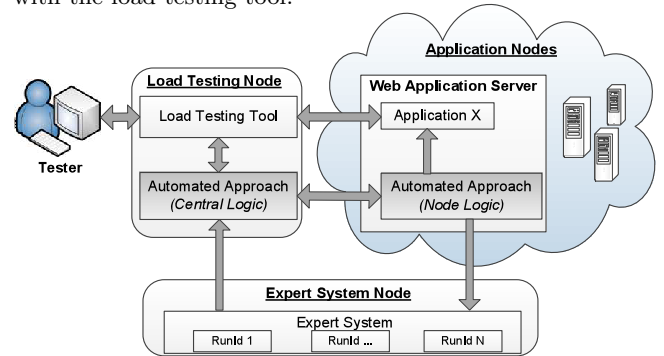 with the load testing tool.
Application Nodes
Load Testing Node
Web Application Server
Load Testing Tool
Application X
Tester
Automated Approach
(Central Logic)
Automated Approach
(Node Logic)
Expert System Node
Expert System
RunId 1
RunId ...
RunId N